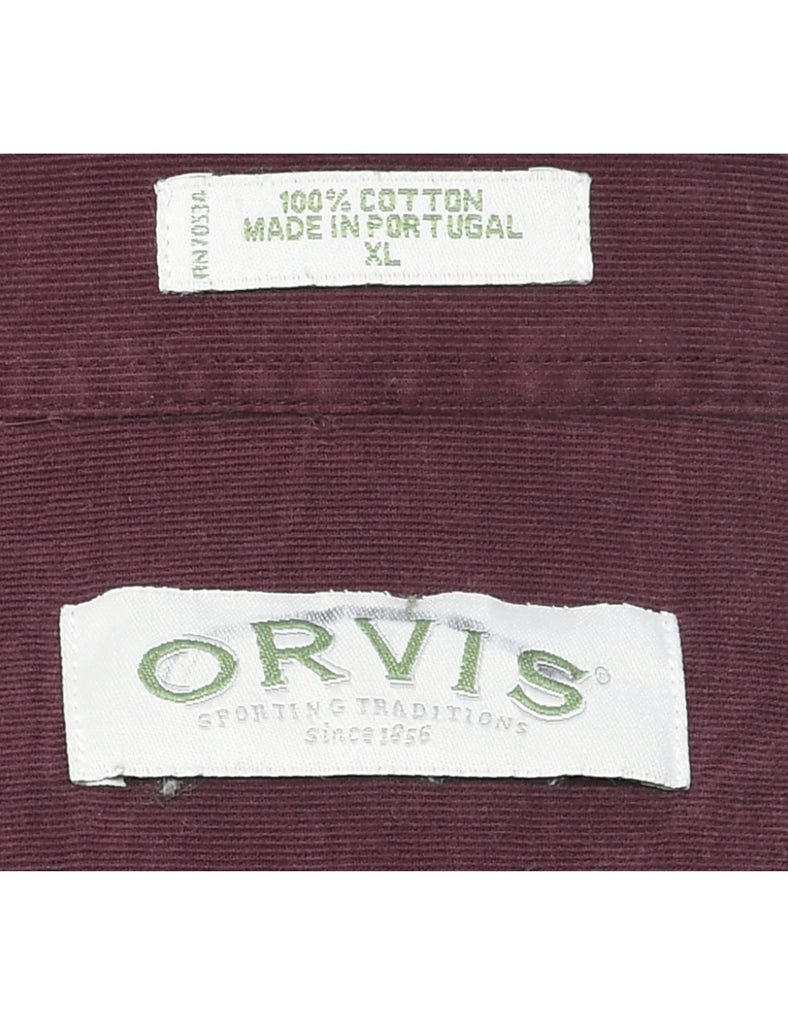 RN70534
100% COTTON
MADE IN PORTUGAL
XL
ORVIS®
SPORTING TRADITIONS
Since 1856